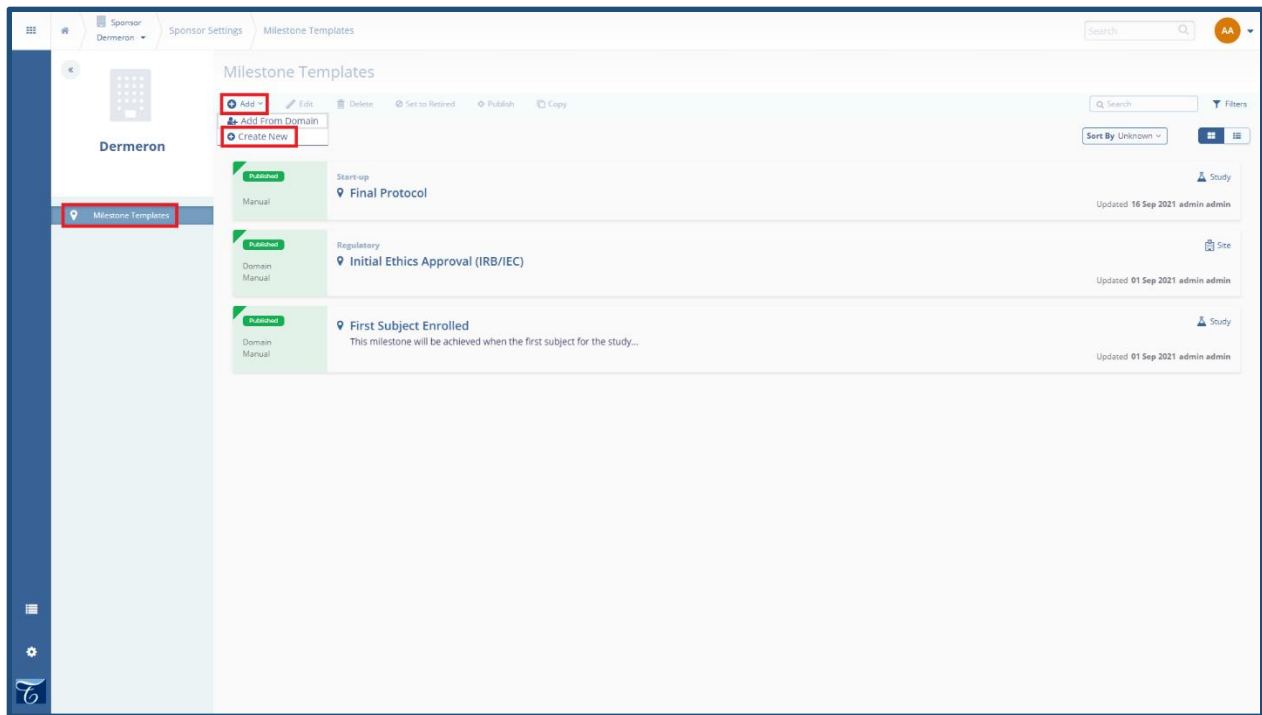 Sponsor
Dermeron
Sponsor Settings
Milestone Templates
Search
AA
Milestone Templates
Add
Edit
Delete
Set to Retired
Publish
Copy
Search
Filters
Add From Domain
Create New
Sort By Unknown
Dermeron
Milestone Templates
Published
Manual
Start-up
Final Protocol
Study
Updated 16 Sep 2021 admin admin
Published
Domain
Manual
Regulatory
Initial Ethics Approval (IRB/IEC)
Site
Updated 01 Sep 2021 admin admin
Published
Domain
Manual
First Subject Enrolled
This milestone will be achieved when the first subject for the study...
Study
Updated 01 Sep 2021 admin admin